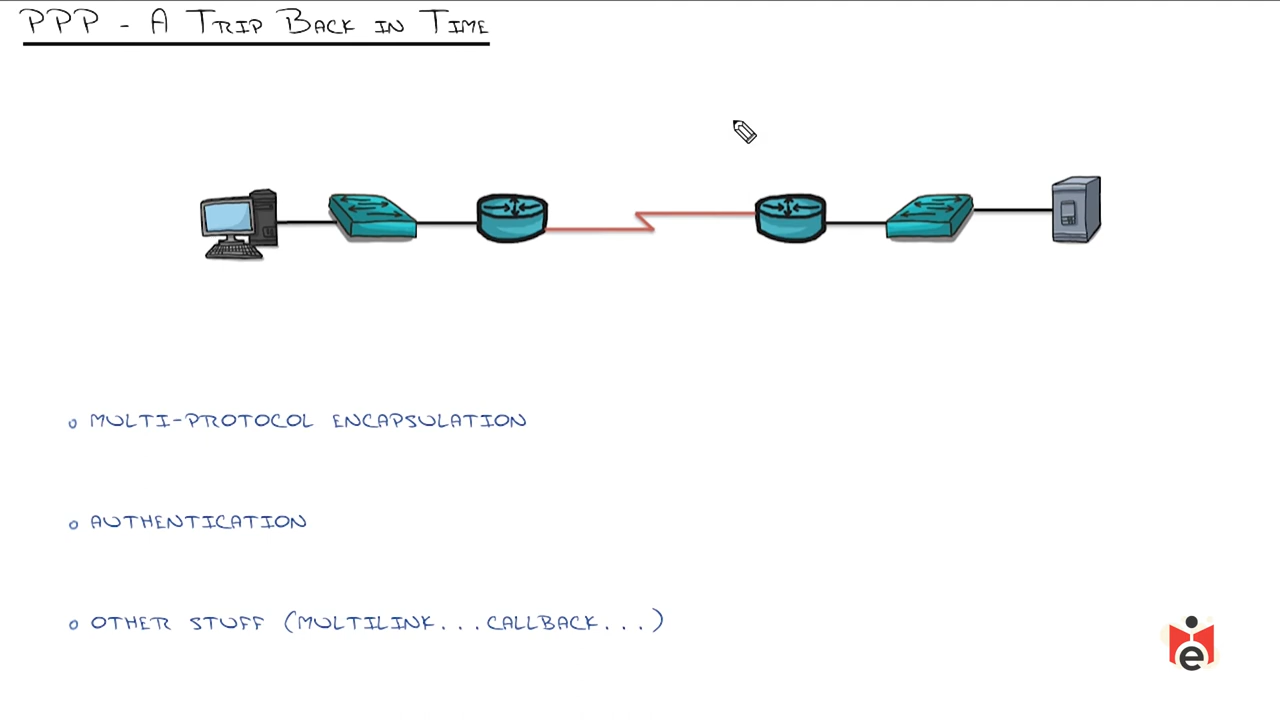 PPP - A TRIP BACK IN TIME
MULTI-PROTOCOL ENCAPSULATION
AUTHENTICATION
OTHER STUFF (MULTILINK...CALLBACK...)
e